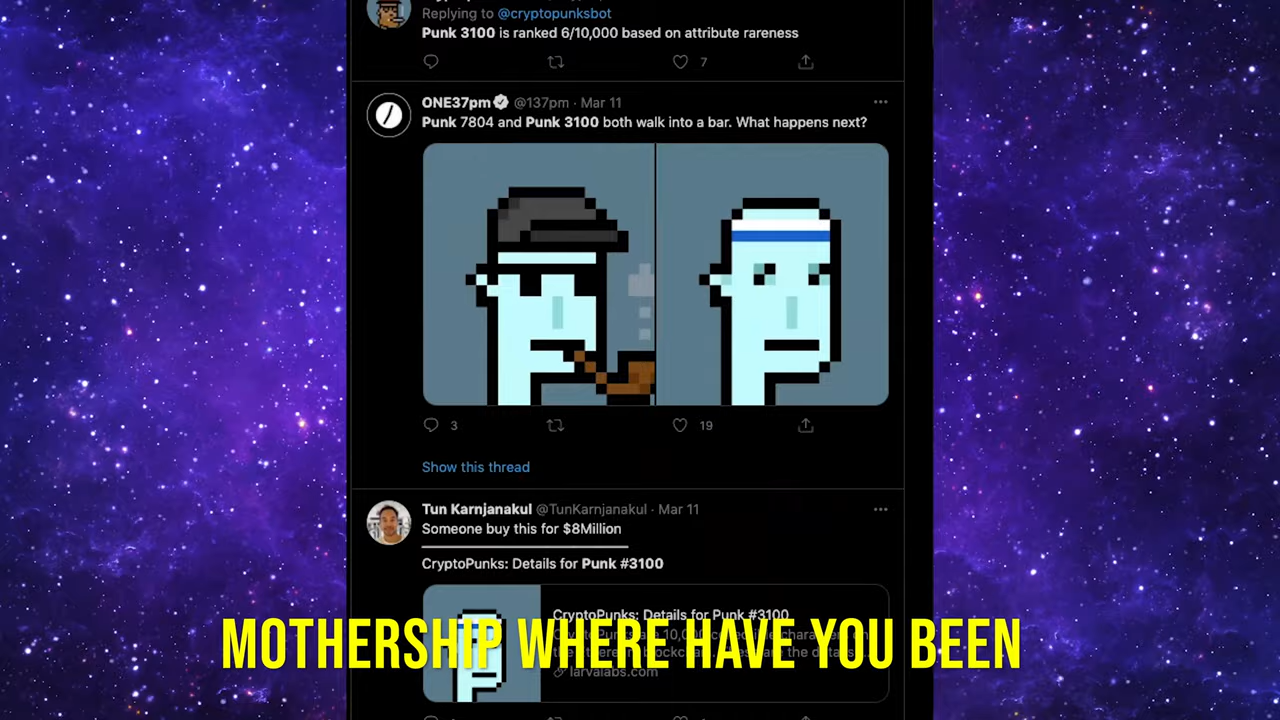 Replying to @cryptopunksbot
Punk 3100 is ranked 6/10,000 based on attribute rareness
7
ONE37pm @137pm · Mar 11
Punk 7804 and Punk 3100 both walk into a bar. What happens next?
3 19
Show this thread
Tun Karnjanakul @TunKarnjanakul · Mar 11
Someone buy this for $8Million
CryptoPunks: Details for Punk #3100
CryptoPunks: Details for Punk #3100
MOTHERSHIP WHERE HAVE YOU BEEN
larvalabs.com